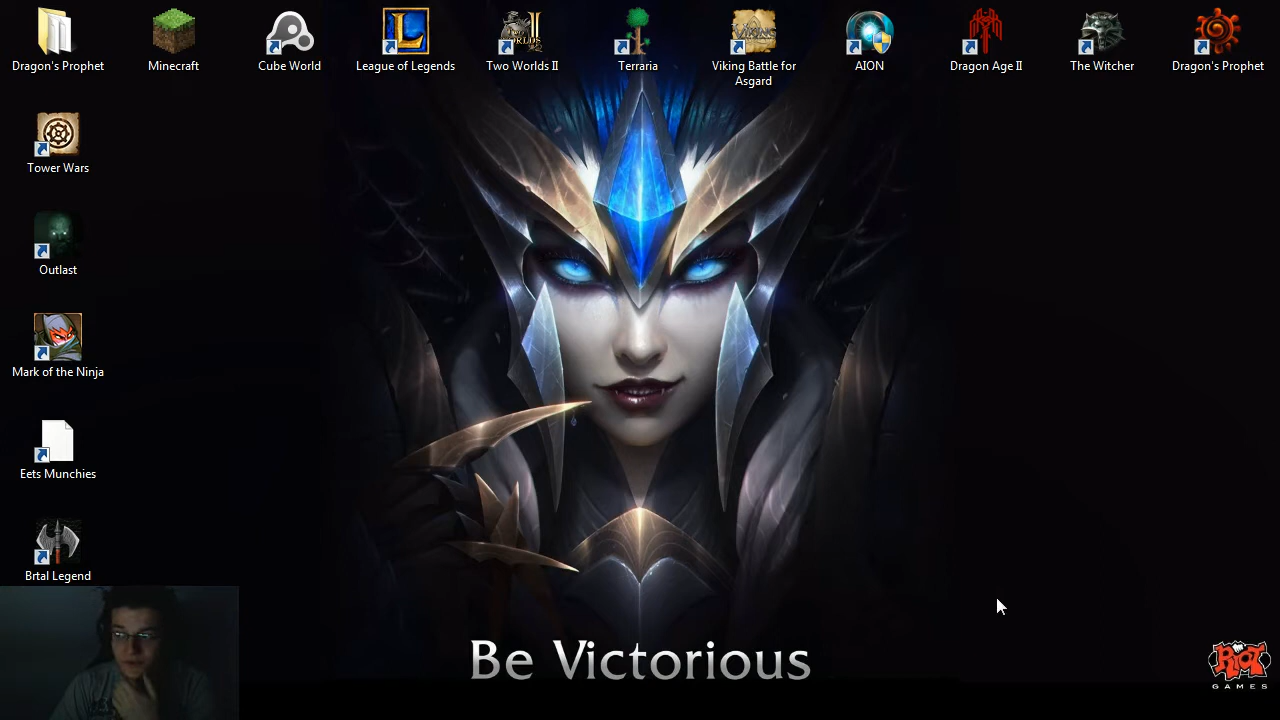 Dragon's Prophet
Minecraft
Cube World
League of Legends
Two Worlds II
Terraria
Viking Battle for
Asgard
AION
Dragon Age II
The Witcher
Dragon's Prophet
Tower Wars
Outlast
Mark of the Ninja
Eets Munchies
Brtal Legend
Be Victorious
RIOT
GAMES